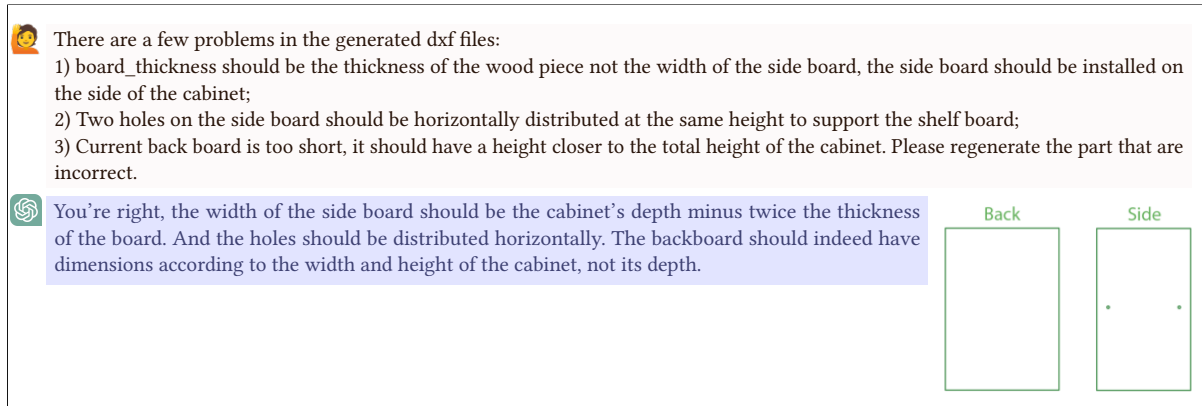 There are a few problems in the generated dxf files:
1) board_thickness should be the thickness of the wood piece not the width of the side board, the side board should be installed on
the side of the cabinet;
2) Two holes on the side board should be horizontally distributed at the same height to support the shelf board;
3) Current back board is too short, it should have a height closer to the total height of the cabinet. Please regenerate the part that are
incorrect.
You're right, the width of the side board should be the cabinet's depth minus twice the thickness
of the board. And the holes should be distributed horizontally. The backboard should indeed have
dimensions according to the width and height of the cabinet, not its depth.
Back
Side